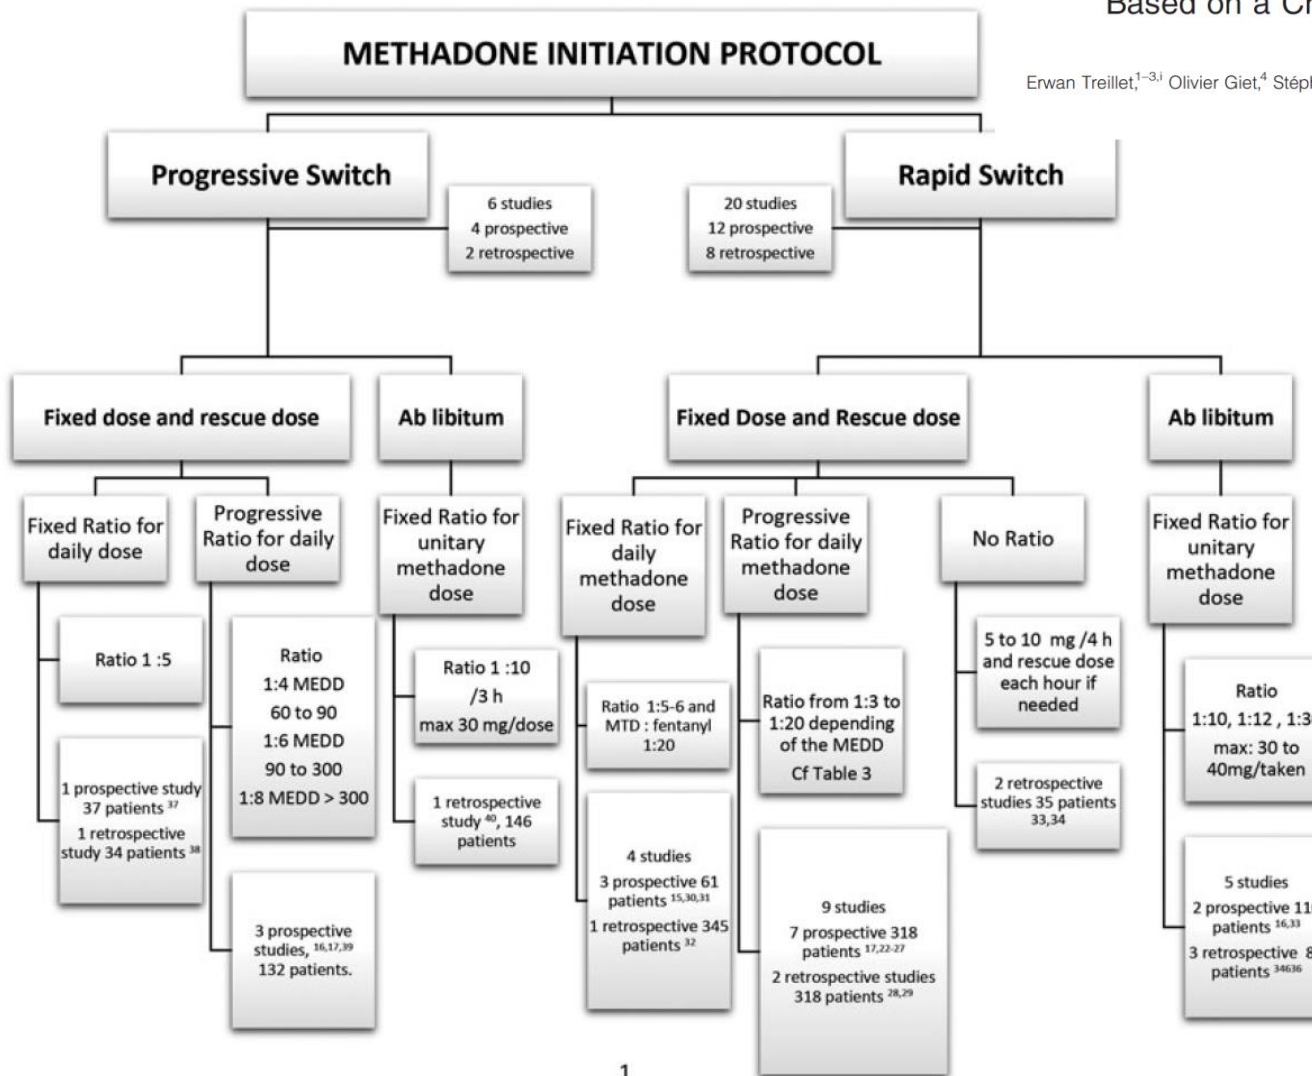 Based on a
METHADONE INITIATION PROTOCOL
Erwan Treillet,1–3,i Olivier Giet,4
Progressive Switch
Rapid Switch
6 studies
4 prospective
2 retrospective
20 studies
12 prospective
8 retrospective
Fixed dose and rescue dose
Ab libitum
Fixed Dose and Rescue dose
Ab libitum
Fixed Ratio for
daily dose
Progressive
Ratio for daily
dose
Fixed Ratio for
unitary
methadone
dose
Fixed Ratio for
daily
methadone
dose
Progressive
Ratio for daily
methadone
dose
No Ratio
Fixed Ratio for
unitary
methadone
dose
Ratio 1 :5
1 prospective study
37 patients 37
1 retrospective
study 34 patients 38
Ratio
1:4 MEDD
60 to 90
1:6 MEDD
90 to 300
1:8 MEDD > 300
3 prospective
studies, 16,17,39
132 patients.
Ratio 1 :10
/3 h
max 30 mg/dose
1 retrospective
study 40, 146
patients
Ratio 1:5-6 and
MTD : fentanyl
1:20
4 studies
3 prospective 61
patients 15,30,31
1 retrospective 345
patients 32
Ratio from 1:3 to
1:20 depending
of the MEDD
Cf Table 3
9 studies
7 prospective 318
patients 17,22-27
2 retrospective studies
318 patients 28,29
5 to 10 mg /4 h
and rescue dose
each hour if
needed
2 retrospective
studies 35 patients
33,34
Ratio
1:10, 1:12 ,
max: 30 to
40mg/taken
5 studies
2 prospective
patients 16,33
3 retrospective
patients 34636
1